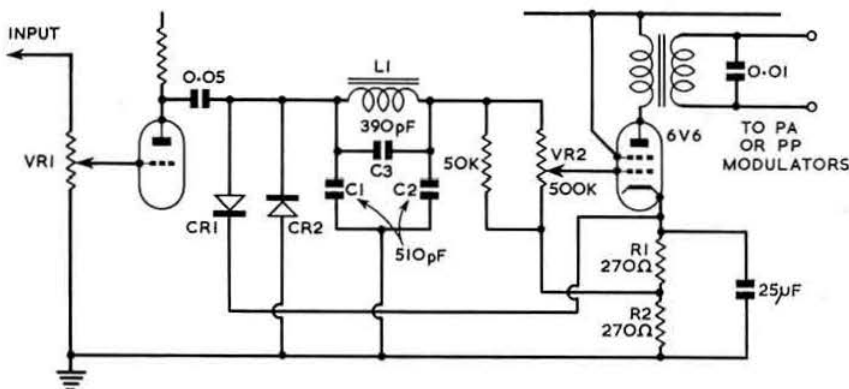 INPUT
VR1
0.05
CR1
CR2
L1
390pF
C3
C1
C2
510pF
50K
VR2
500K
6V6
0.01
TO PA
OR PP
MODULATORS
R1
270Ω
R2
270Ω
25μF